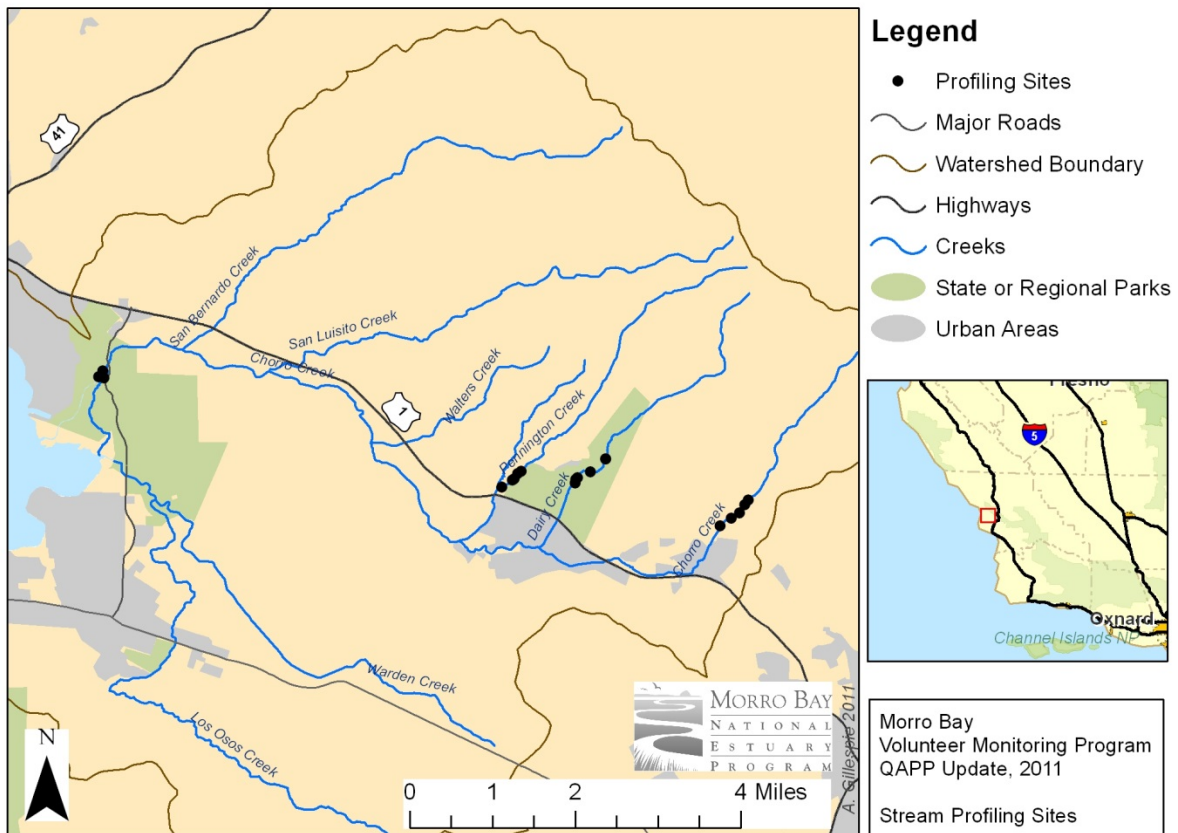 41
San Bernardo Creek
San Luisito Creek
Chorro Creek
Walters Creek
1
Pennington Creek
Dairy Creek
Chorro Creek
Warden Creek
Los Osos Creek
N
0 1 2 4 Miles
MORRO BAY
NATIONAL
ESTUARY
PROGRAM
A. Gillespie 2011
Legend
Profiling Sites
Major Roads
Watershed Boundary
Highways
Creeks
State or Regional Parks
Urban Areas
5
Oxnard
Channel Islands NP
Morro Bay
Volunteer Monitoring Program
QAPP Update, 2011
Stream Profiling Sites